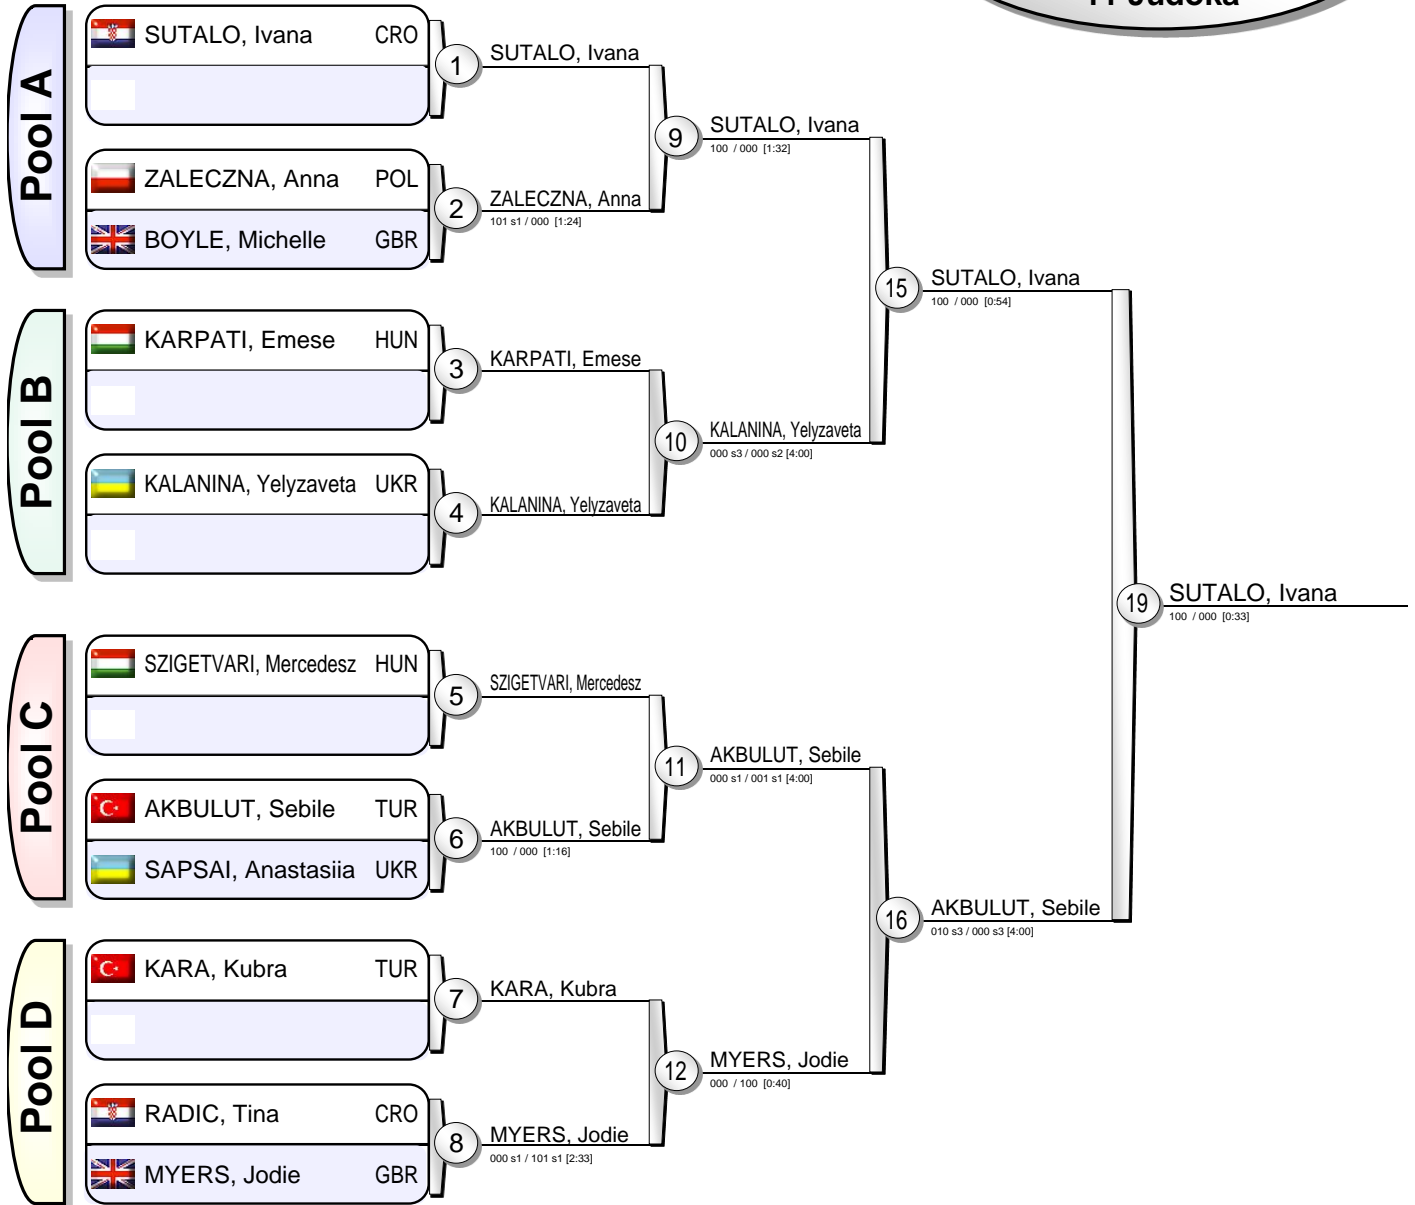 11 Judoka
Pool A
SUTALO, Ivana CRO
ZALECZNA, Anna POL
BOYLE, Michelle GBR
Pool B
KARPATI, Emese HUN
KALANINA, Yelyzaveta UKR
Pool C
SZIGETVARI, Mercedesz HUN
AKBULUT, Sebile TUR
SAPSAI, Anastasiia UKR
Pool D
KARA, Kubra TUR
RADIC, Tina CRO
MYERS, Jodie GBR
1
SUTALO, Ivana
2
ZALECZNA, Anna
101 s1 / 000 [1:24]
3
KARPATI, Emese
4
KALANINA, Yelyzaveta
5
SZIGETVARI, Mercedesz
6
AKBULUT, Sebile
100 / 000 [1:16]
7
KARA, Kubra
8
MYERS, Jodie
000 s1 / 101 s1 [2:33]
9
SUTALO, Ivana
100 / 000 [1:32]
10
KALANINA, Yelyzaveta
000 s3 / 000 s2 [4:00]
11
AKBULUT, Sebile
000 s1 / 001 s1 [4:00]
12
MYERS, Jodie
000 / 100 [0:40]
15
SUTALO, Ivana
100 / 000 [0:54]
16
AKBULUT, Sebile
010 s3 / 000 s3 [4:00]
19
SUTALO, Ivana
100 / 000 [0:33]